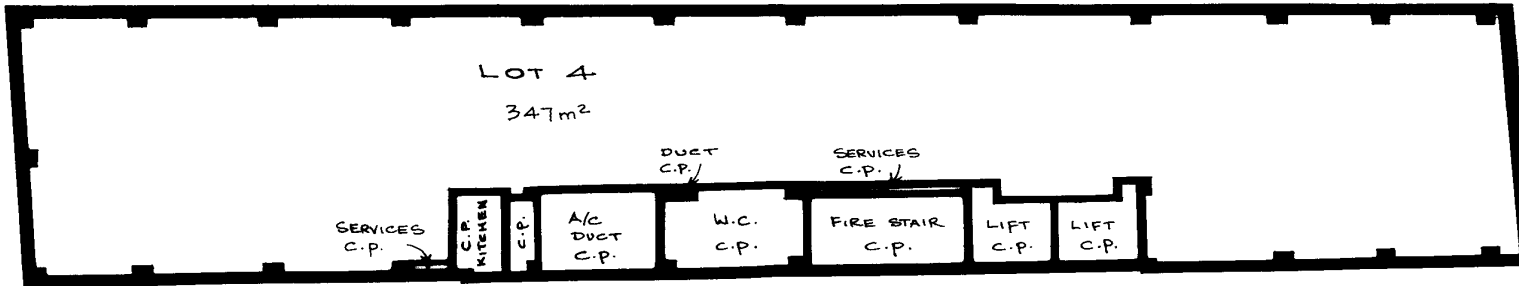 LOT 4
347m²
DUCT
C.P.
SERVICES
C.P.
SERVICES
C.P.
C.P.
KITCHEN
C.P.
A/C
DUCT
C.P.
W.C.
C.P.
FIRE STAIR
C.P.
LIFT
C.P.
LIFT
C.P.